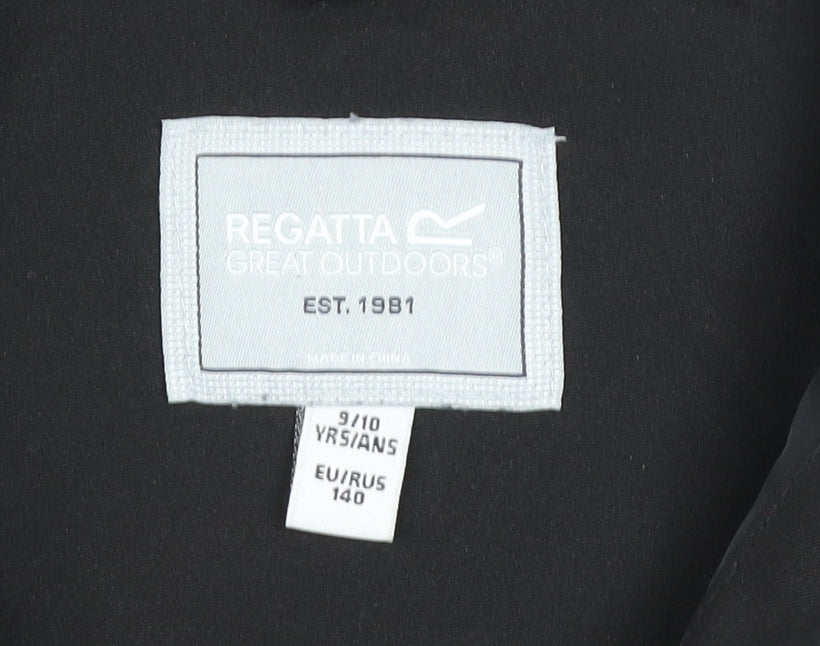 REGATTA
GREAT OUTDOORS®
EST. 1981
MADE IN CHINA
9/10
YRS/ANS
EU/RUS
140